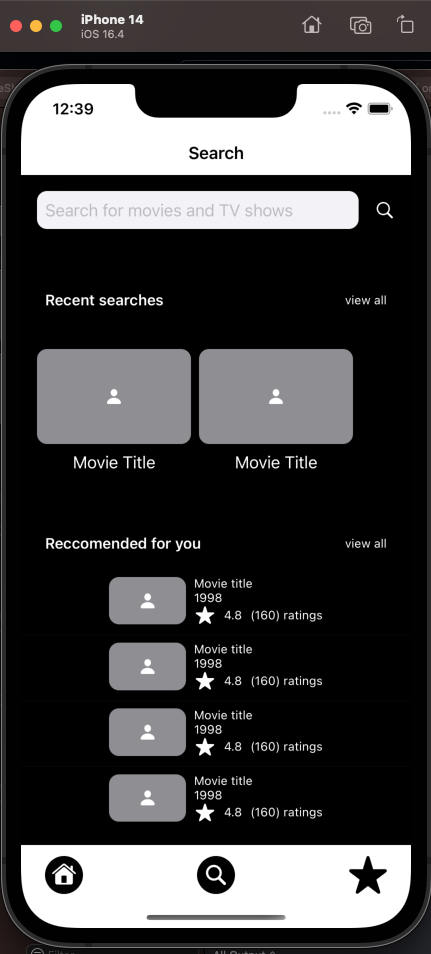 iPhone 14
iOS 16.4
12:39
Search
Search for movies and TV shows
Recent searches view all
Movie Title Movie Title
Reccomended for you view all
Movie title
1998
4.8 (160) ratings
Movie title
1998
4.8 (160) ratings
Movie title
1998
4.8 (160) ratings
Movie title
1998
4.8 (160) ratings